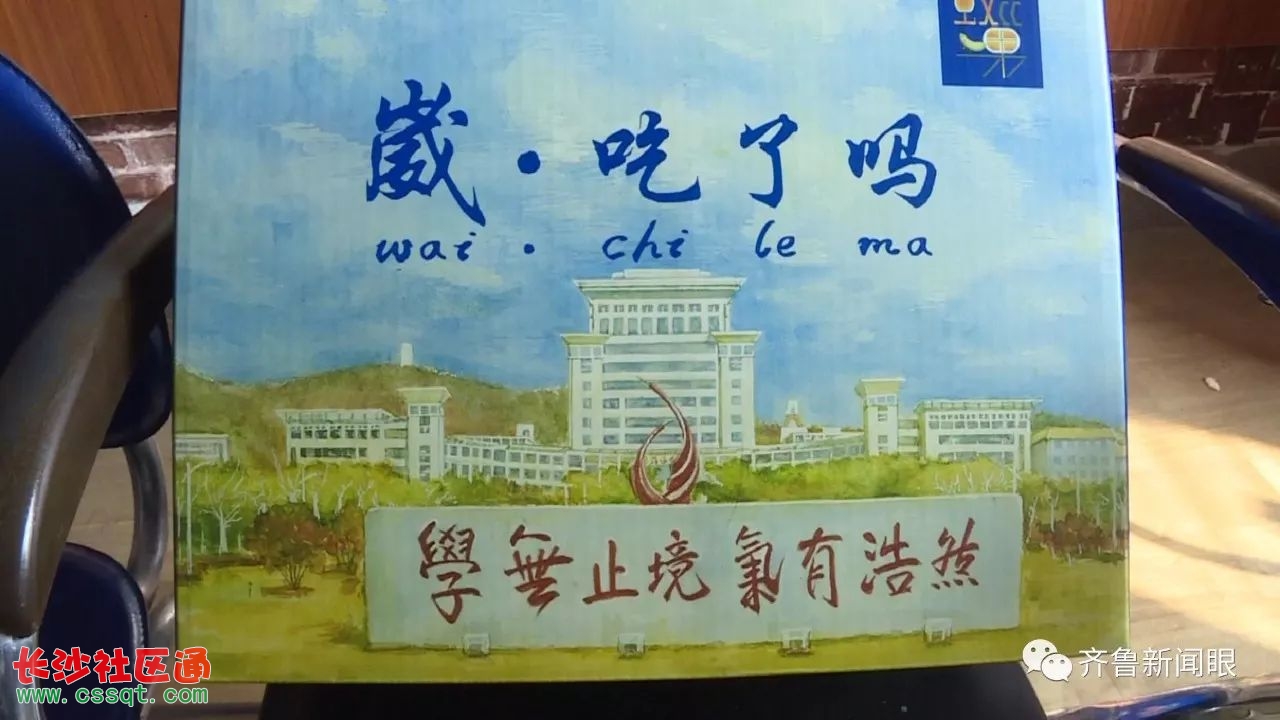 崴·吃了吗
wai · chi le ma
學無止境 氣有浩然
长沙社区通
www.cssqt.com
齐鲁新闻眼